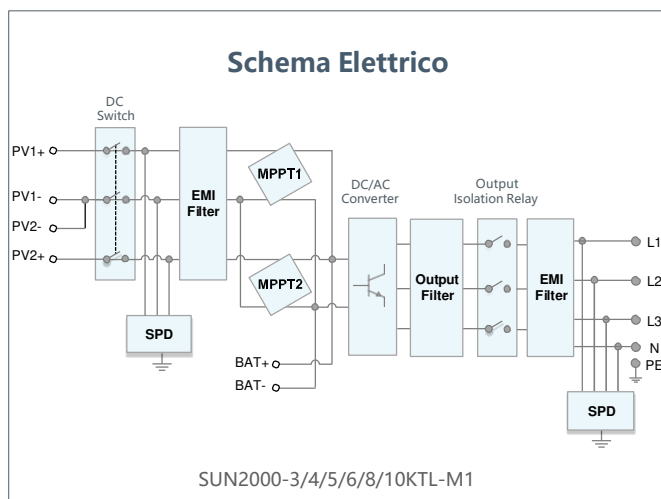 Schema Elettrico
DC
Switch
PV1+
PV1-
PV2-
PV2+
EMI
Filter
MPPT1
MPPT2
SPD
BAT+
BAT-
DC/AC
Converter
Output
Filter
Output
Isolation Relay
EMI
Filter
L1
L2
L3
N
PE
SPD
SUN2000-3/4/5/6/8/10KTL-M1